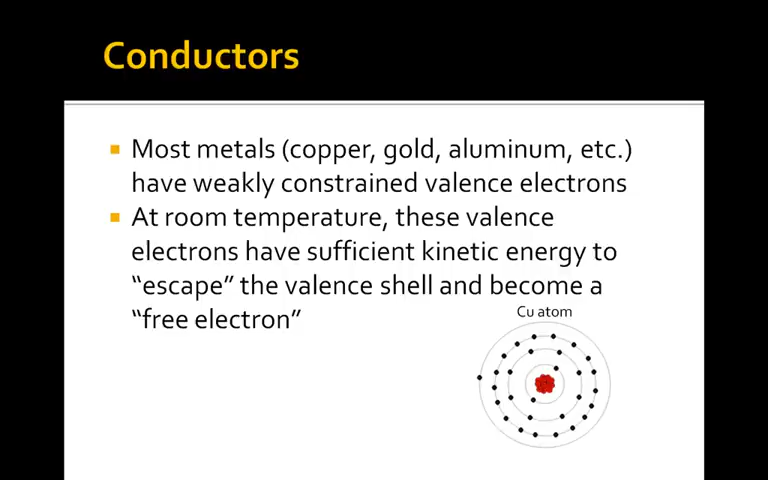 Conductors
Most metals (copper, gold, aluminum, etc.)
have weakly constrained valence electrons
At room temperature, these valence
electrons have sufficient kinetic energy to
“escape” the valence shell and become a
“free electron”
Cu atom